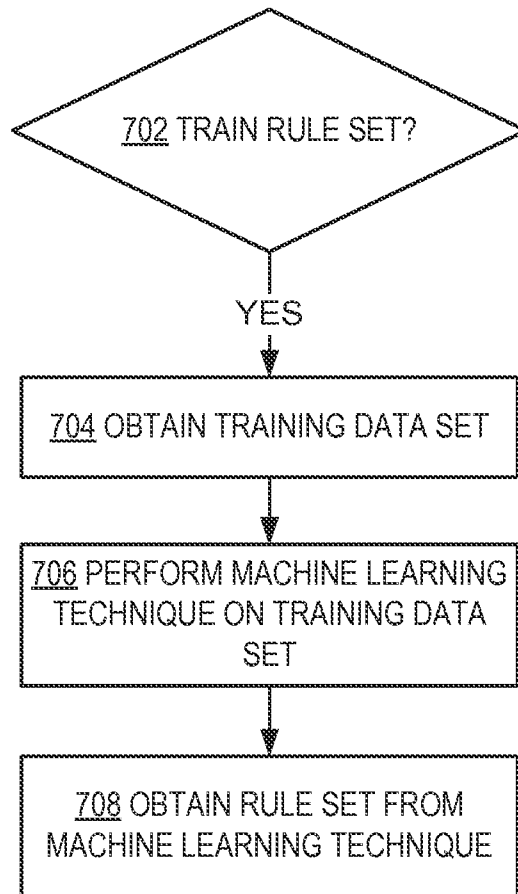 702 TRAIN RULE SET?
YES
704 OBTAIN TRAINING DATA SET
706 PERFORM MACHINE LEARNING
TECHNIQUE ON TRAINING DATA
SET
708 OBTAIN RULE SET FROM
MACHINE LEARNING TECHNIQUE